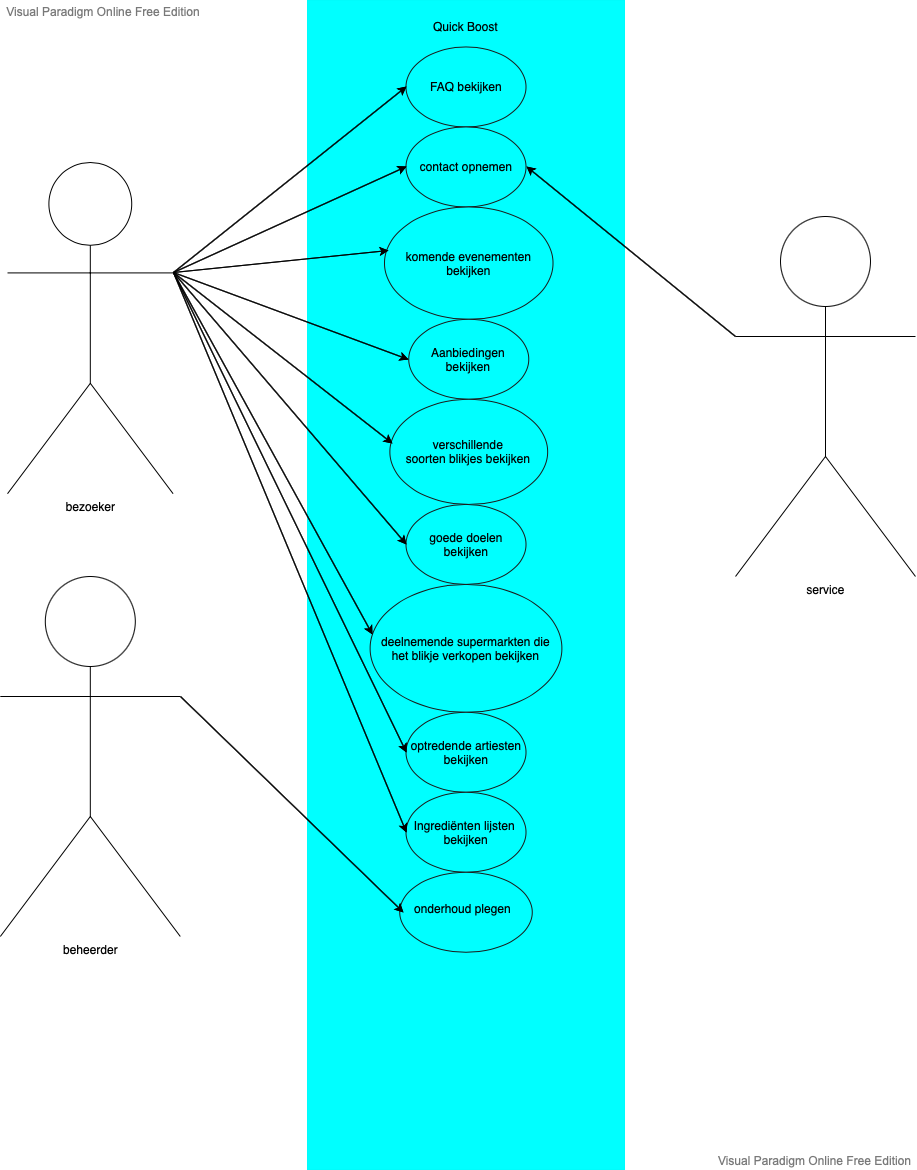 Visual Paradigm Online Free Edition
Quick Boost
FAQ bekijken
contact opnemen
komende evenementen
bekijken
Aanbiedingen
bekijken
verschillende
soorten blikjes bekijken
bezoeker
goede doelen
bekijken
service
deelnemende supermarkten die
het blikje verkopen bekijken
optredende artiesten
bekijken
Ingrediënten lijsten
bekijken
onderhoud plegen
beheerder
Visual Paradigm Online Free Edition